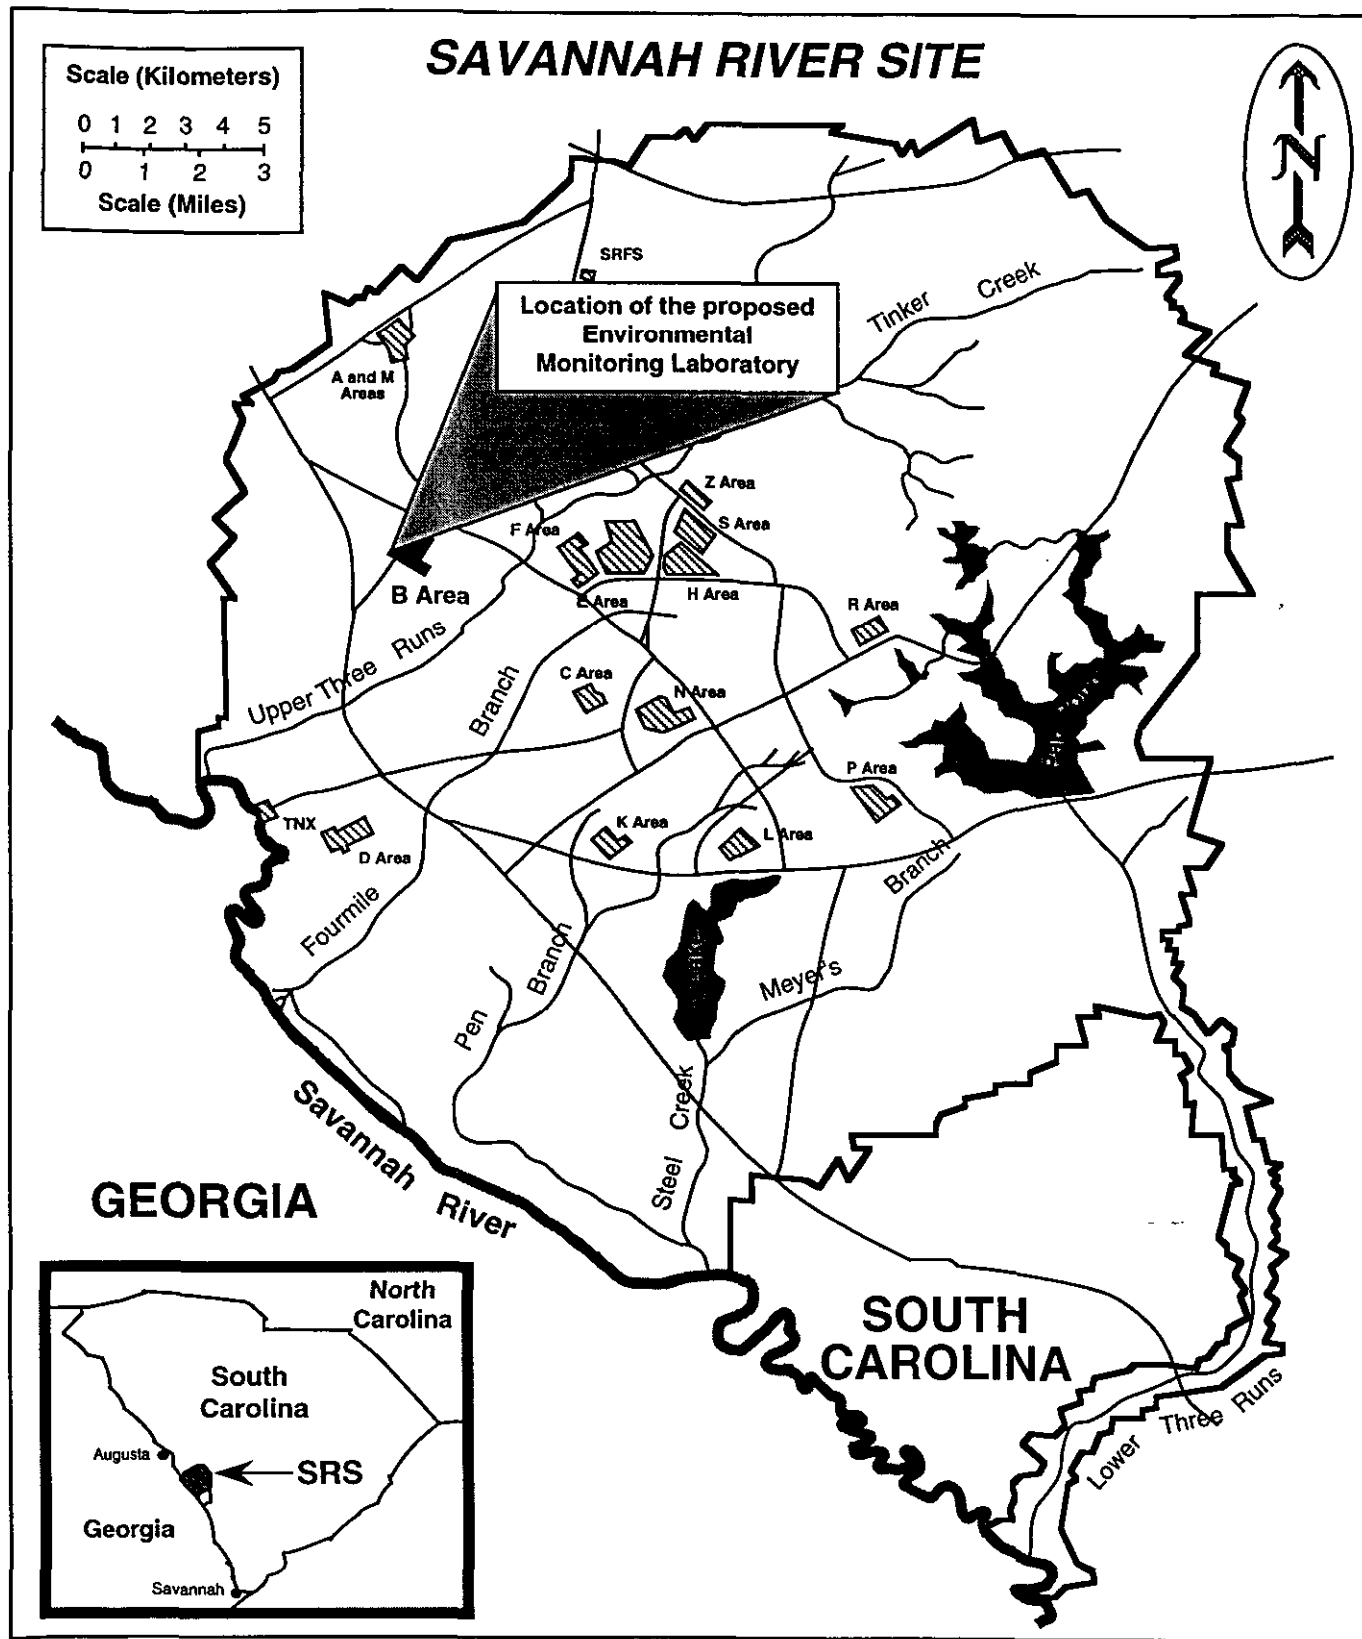 SAVANNAH RIVER SITE
Scale (Kilometers)
0 1 2 3 4 5
0 1 2 3
Scale (Miles)
N
SRFS
Location of the proposed
Environmental
Monitoring Laboratory
Tinker Creek
A and M
Areas
Z Area
S Area
F Area
B Area
E Area
H Area
R Area
Upper Three Runs
C Area
N Area
Branch
P Area
TNX
D Area
K Area
L Area
Fourmile
Branch
Branch
Meyer's
Pen
Creek
Steel
Savannah River
GEORGIA
SOUTH
CAROLINA
Lower Three Runs
North
Carolina
South
Carolina
Augusta
SRS
Georgia
Savannah